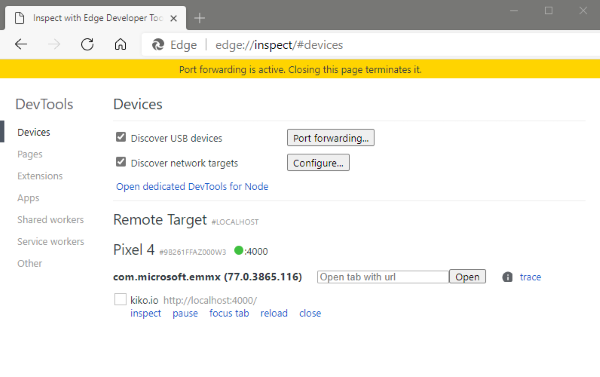 Inspect with Edge Developer Too
Edge | edge://inspect/#devices
Port forwarding is active. Closing this page terminates it.
DevTools
Devices
Pages
Extensions
Apps
Shared workers
Service workers
Other
Devices
Discover USB devices
Port forwarding...
Discover network targets
Configure...
Open dedicated DevTools for Node
Remote Target #LOCALHOST
Pixel 4 #9B261FFAZ000W3 :4000
com.microsoft.emmx (77.0.3865.116) Open tab with url Open trace
kiko.io http://localhost:4000/
inspect pause focus tab reload close